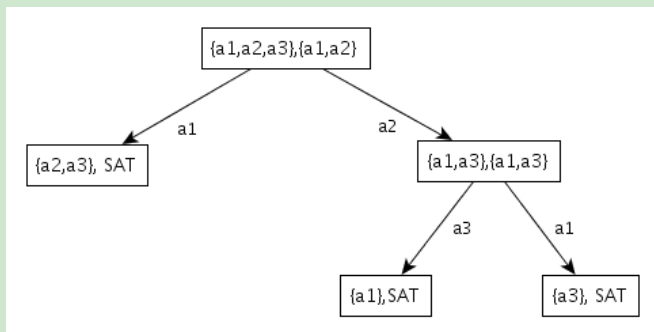 {a1,a2,a3},{a1,a2}
a1
a2
{a2,a3}, SAT
{a1,a3},{a1,a3}
a3
a1
{a1},SAT
{a3}, SAT